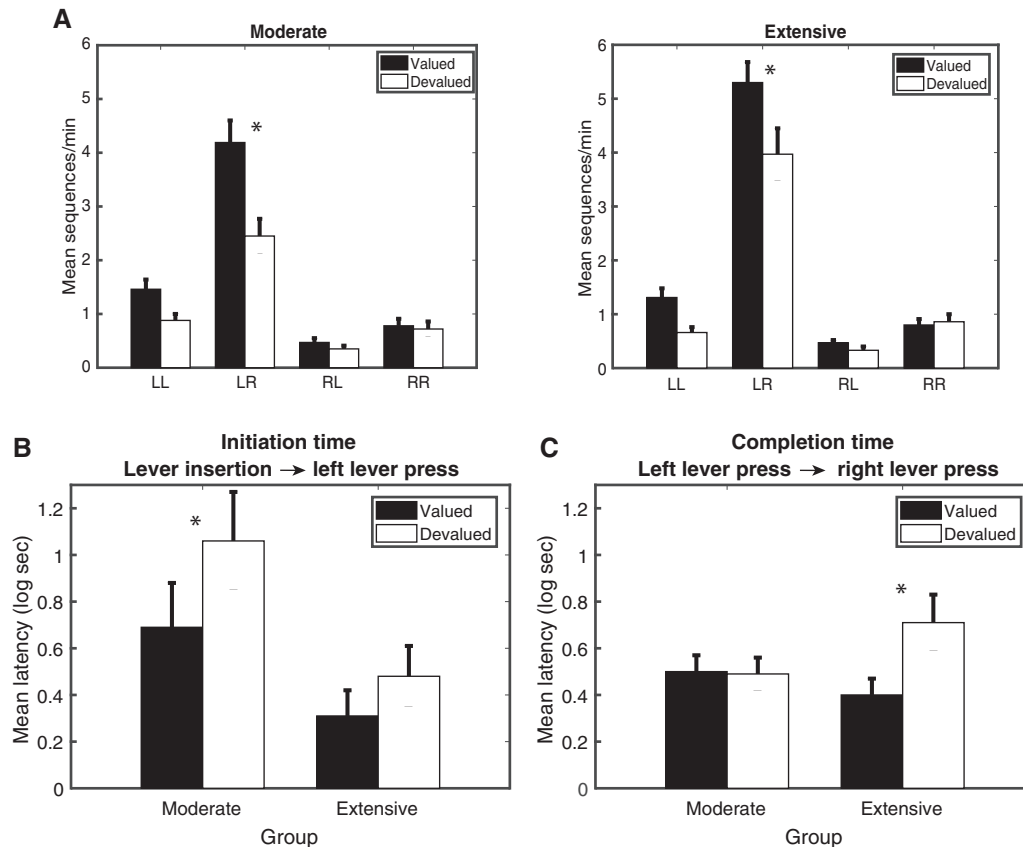 A
Moderate
Mean sequences/min
6
5
4
3
2
1
0
Valued
Devalued
*
LL LR RL RR
Extensive
Mean sequences/min
6
5
4
3
2
1
0
Valued
Devalued
*
LL LR RL RR
B
Initiation time
Lever insertion → left lever press
Mean latency (log sec)
1.2
1
0.8
0.6
0.4
0.2
0
Valued
Devalued
*
Moderate Extensive
Group
C
Completion time
Left lever press → right lever press
Mean latency (log sec)
1.2
1
0.8
0.6
0.4
0.2
0
Valued
Devalued
*
Moderate Extensive
Group